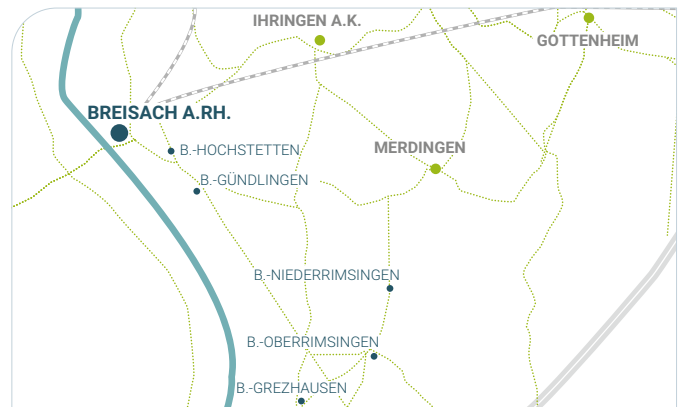 IHRINGEN A.K.
GOTTENHEIM
BREISACH A.RH.
B.-HOCHSTETTEN
MERDINGEN
B.-GÜNDLINGEN
B.-NIEDERRIMSINGEN
B.-OBERRIMSINGEN
B.-GREZHAUSEN